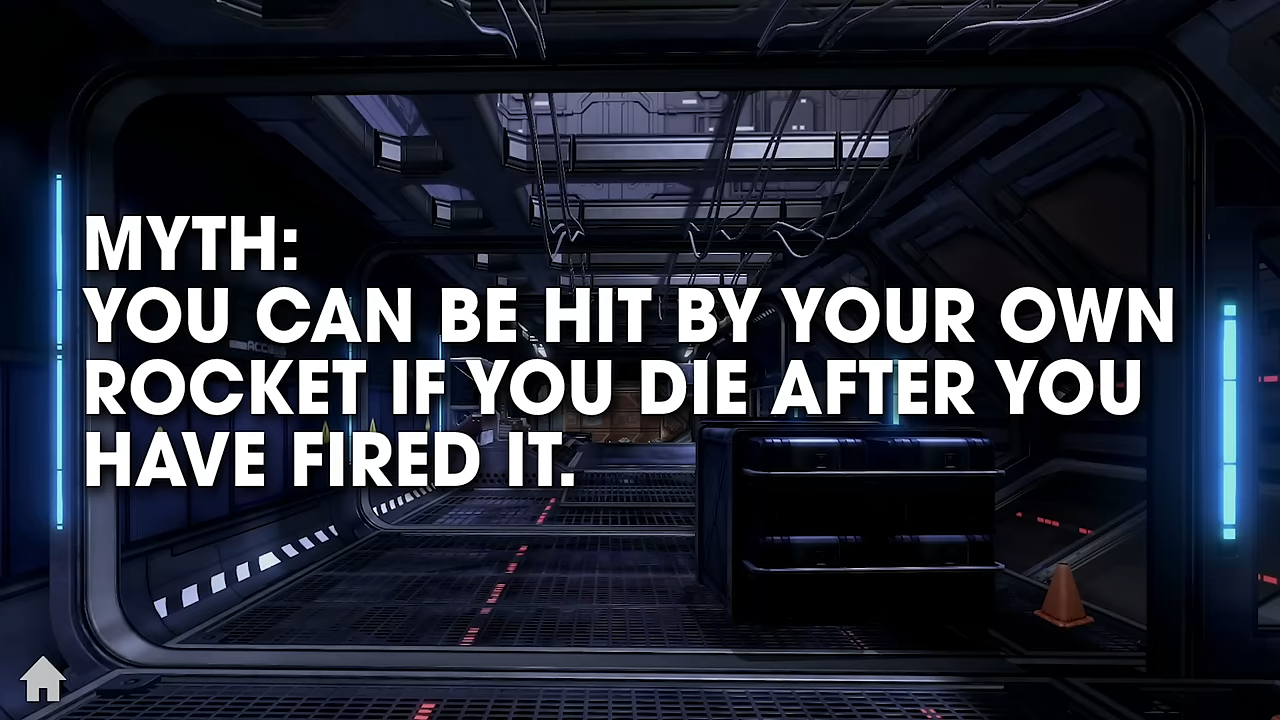 MYTH:
YOU CAN BE HIT BY YOUR OWN
ROCKET IF YOU DIE AFTER YOU
HAVE FIRED IT.